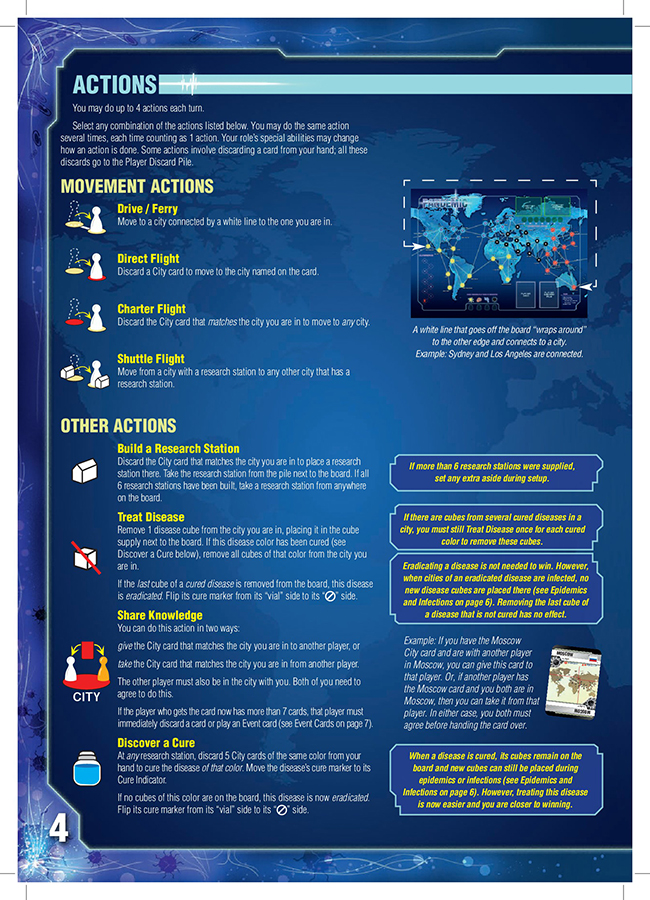 ACTIONS
You may do up to 4 actions each turn.
Select any combination of the actions listed below. You may do the same action
several times, each time counting as 1 action. Your role's special abilities may change
how an action is done. Some actions involve discarding a card from your hand; all these
discards go to the Player Discard Pile.
MOVEMENT ACTIONS
Drive / Ferry
Move to a city connected by a white line to the one you are in.
Direct Flight
Discard a City card to move to the city named on the card.
Charter Flight
Discard the City card that matches the city you are in to move to any city.
Shuttle Flight
Move from a city with a research station to any other city that has a
research station.
PANDEMIC
A white line that goes off the board "wraps around"
to the other edge and connects to a city.
Example: Sydney and Los Angeles are connected.
OTHER ACTIONS
Build a Research Station
Discard the City card that matches the city you are in to place a research
station there. Take the research station from the pile next to the board. If all
6 research stations have been built, take a research station from anywhere
on the board.
If more than 6 research stations were supplied,
set any extra aside during setup.
Treat Disease
Remove 1 disease cube from the city you are in, placing it in the cube
supply next to the board. If this disease color has been cured (see
Discover a Cure below), remove all cubes of that color from the city you
are in.
If the last cube of a cured disease is removed from the board, this disease
is eradicated. Flip its cure marker from its "vial" side to its "⊘" side.
If there are cubes from several cured diseases in a
city, you must still Treat Disease once for each cured
color to remove these cubes.
Eradicating a disease is not needed to win. However,
when cities of an eradicated disease are infected, no
new disease cubes are placed there (see Epidemics
and Infections on page 6). Removing the last cube of
a disease that is not cured has no effect.
Share Knowledge
You can do this action in two ways:
give the City card that matches the city you are in to another player, or
take the City card that matches the city you are in from another player.
The other player must also be in the city with you. Both of you need to
agree to do this.
If the player who gets the card now has more than 7 cards, that player must
immediately discard a card or play an Event card (see Event Cards on page 7).
CITY
Example: If you have the Moscow
City card and are with another player
in Moscow, you can give this card to
that player. Or, if another player has
the Moscow card and you both are in
Moscow, then you can take it from that
player. In either case, you both must
agree before handing the card over.
MOSCOW
MOSCOW
Discover a Cure
At any research station, discard 5 City cards of the same color from your
hand to cure the disease of that color. Move the disease's cure marker to its
Cure Indicator.
If no cubes of this color are on the board, this disease is now eradicated.
Flip its cure marker from its "vial" side to its "⊘" side.
When a disease is cured, its cubes remain on the
board and new cubes can still be placed during
epidemics or infections (see Epidemics and
Infections on page 6). However, treating this disease
is now easier and you are closer to winning.
4